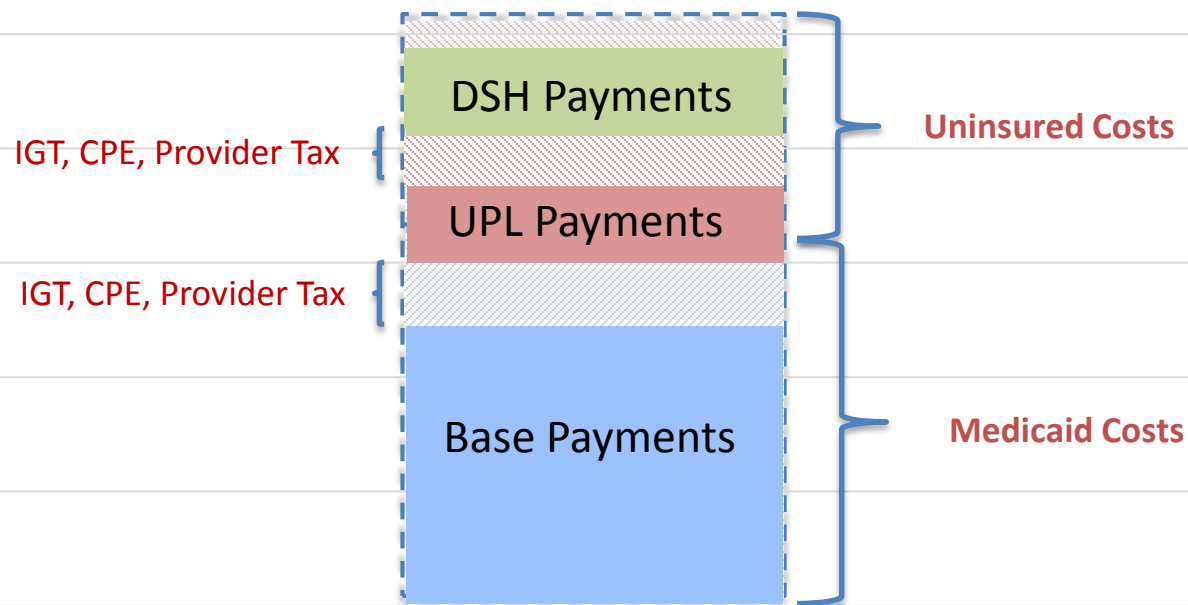 DSH Payments
Uninsured Costs
IGT, CPE, Provider Tax
UPL Payments
IGT, CPE, Provider Tax
Base Payments
Medicaid Costs